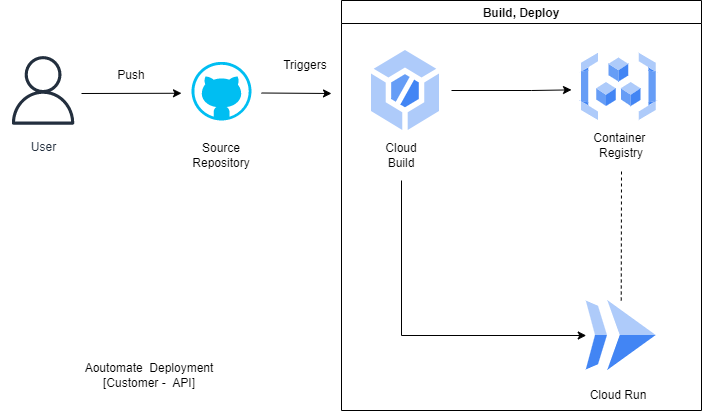 Build, Deploy
Push
Triggers
User
Source
Repository
Cloud
Build
Container
Registry
Aoutomate Deployment
[Customer - API]
Cloud Run